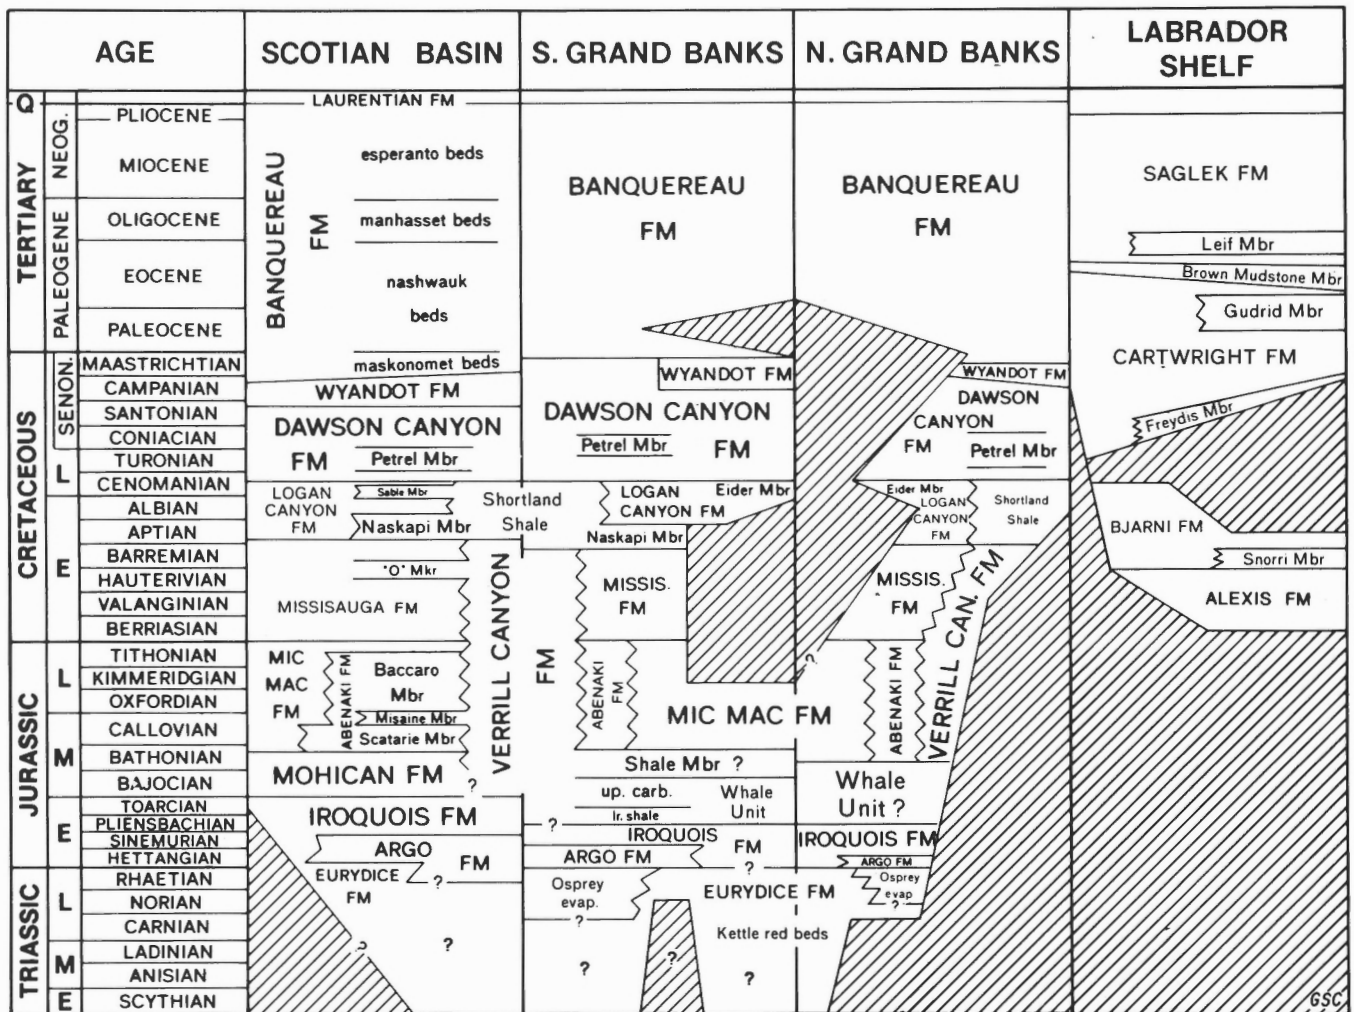 AGE
SCOTIAN BASIN
S. GRAND BANKS
N. GRAND BANKS
LABRADOR
SHELF
Q
TERTIARY
NEOG.
PALEOGENE
PLIOCENE
MIOCENE
OLIGOCENE
EOCENE
PALEOCENE
CRETACEOUS
SENON.
L
E
MAASTRICHTIAN
CAMPANIAN
SANTONIAN
CONIACIAN
TURONIAN
CENOMANIAN
ALBIAN
APTIAN
BARREMIAN
HAUTERIVIAN
VALANGINIAN
BERRIASIAN
JURASSIC
L
M
E
TITHONIAN
KIMMERIDGIAN
OXFORDIAN
CALLOVIAN
BATHONIAN
BAJOCIAN
TOARCIAN
PLIENSBACHIAN
SINEMURIAN
HETTANGIAN
TRIASSIC
L
M
E
RHAETIAN
NORIAN
CARNIAN
LADINIAN
ANISIAN
SCYTHIAN
LAURENTIAN FM
BANQUEREAU
FM
esperanto beds
manhasset beds
nashwauk
beds
maskonomet beds
WYANDOT FM
DAWSON CANYON
FM
Petrel Mbr
LOGAN
CANYON
FM
Sable Mbr
Naskapi Mbr
Shortland
Shale
"O" Mkr
MISSISAUGA FM
VERRILL CANYON
FM
MIC
MAC
FM
ABENAKI FM
Baccaro
Mbr
Misaine Mbr
Scatarie Mbr
MOHICAN FM
?
IROQUOIS FM
ARGO
FM
EURYDICE
FM
?
?
?
BANQUEREAU
FM
WYANDOT FM
DAWSON CANYON
Petrel Mbr
FM
LOGAN
CANYON FM
Eider Mbr
Naskapi Mbr
MISSIS.
FM
ABENAKI
FM
MIC MAC FM
Shale Mbr ?
up. carb.
lr. shale
Whale
Unit
?
IROQUOIS
FM
ARGO FM
?
Osprey
evap.
?
EURYDICE FM
Kettle red beds
?
?
?
BANQUEREAU
FM
WYANDOT FM
DAWSON
CANYON
FM
Petrel Mbr
Eider Mbr
LOGAN
CANYON
FM
Shortland
Shale
MISSIS.
FM
?
ABENAKI FM
VERRILL CAN. FM
Whale
Unit ?
IROQUOIS FM
ARGO FM
Osprey
evap
?
SAGLEK FM
Leif Mbr
Brown Mudstone Mbr
Gudrid Mbr
CARTWRIGHT FM
Freydis Mbr
BJARNI FM
Snorri Mbr
ALEXIS FM
GSC